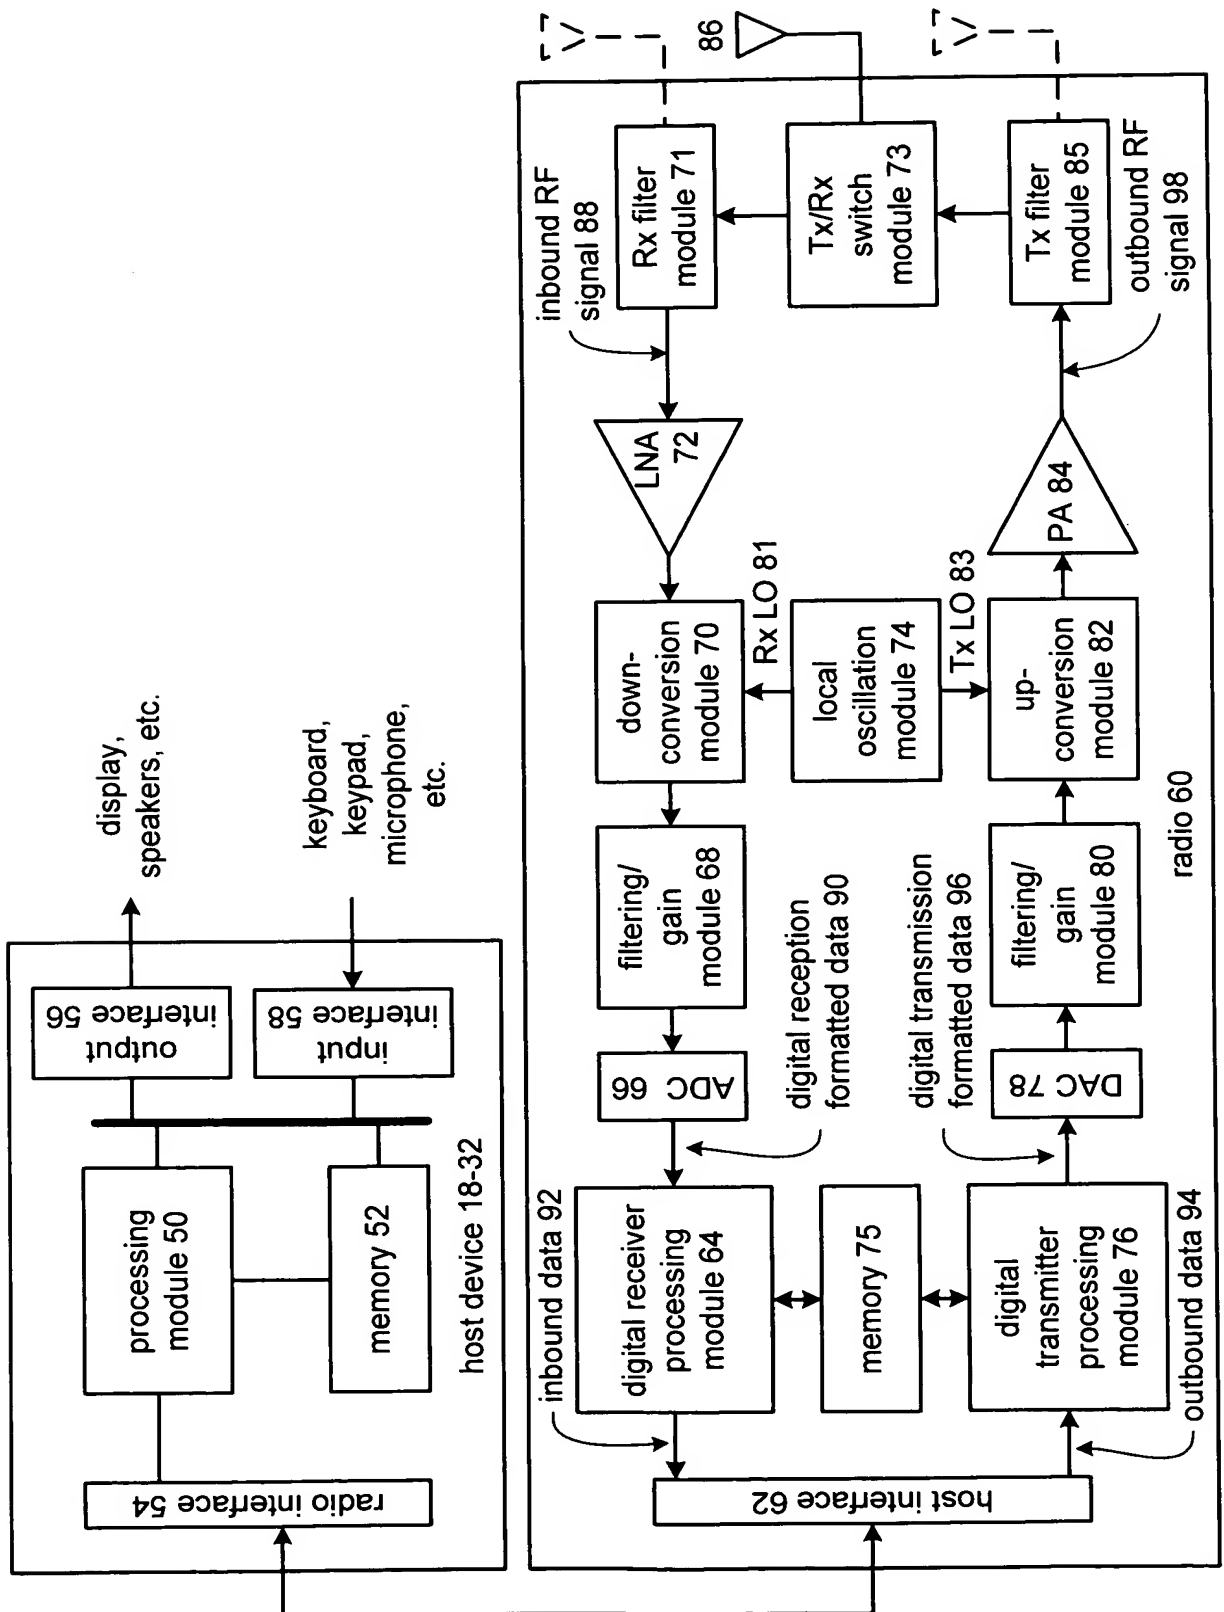 display,
speakers, etc.
keyboard,
keypad,
microphone,
etc.
output
interface 56
input
interface 58
processing
module 50
memory 52
radio interface 54
host device 18-32
86
Rx filter
module 71
Tx/Rx
switch
module 73
Tx filter
module 85
inbound RF
signal 88
outbound RF
signal 98
LNA
72
PA 84
down-
conversion
module 70
Rx LO 81
local
oscillation
module 74
Tx LO 83
up-
conversion
module 82
filtering/
gain
module 68
filtering/
gain
module 80
ADC 66
DAC 78
digital reception
formatted data 90
digital transmission
formatted data 96
digital receiver
processing
module 64
memory 75
digital
transmitter
processing
module 76
inbound data 92
outbound data 94
host interface 62
radio 60